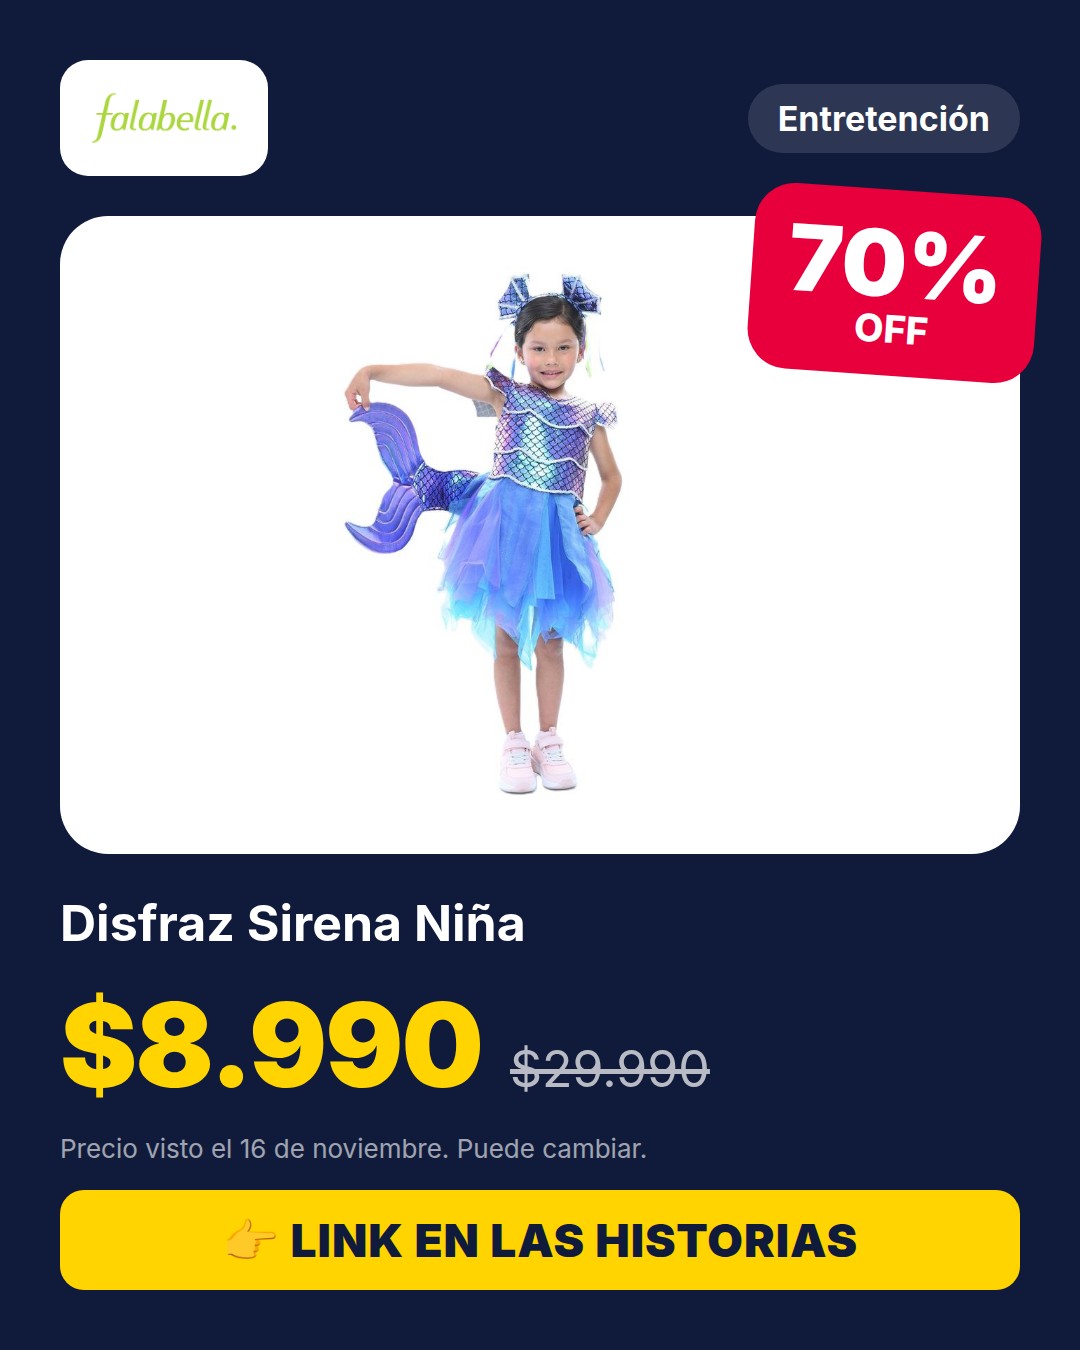 falabella.
Entretención
70%
OFF
Disfraz Sirena Niña
$8.990 $29.990
Precio visto el 16 de noviembre. Puede cambiar.
👉 LINK EN LAS HISTORIAS